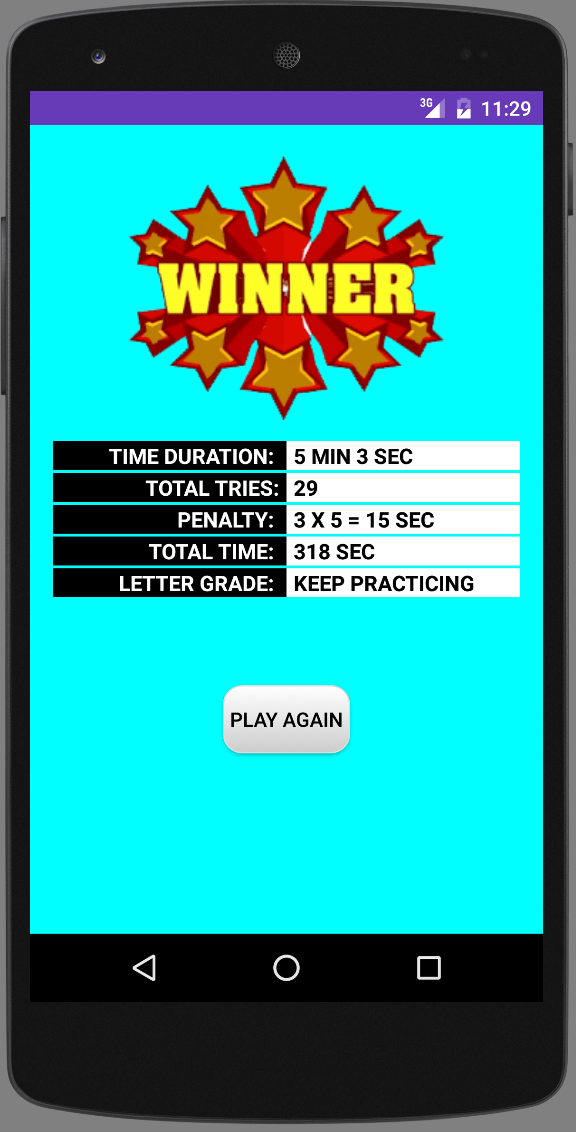 3G 11:29
WINNER
TIME DURATION: 5 MIN 3 SEC
TOTAL TRIES: 29
PENALTY: 3 X 5 = 15 SEC
TOTAL TIME: 318 SEC
LETTER GRADE: KEEP PRACTICING
PLAY AGAIN